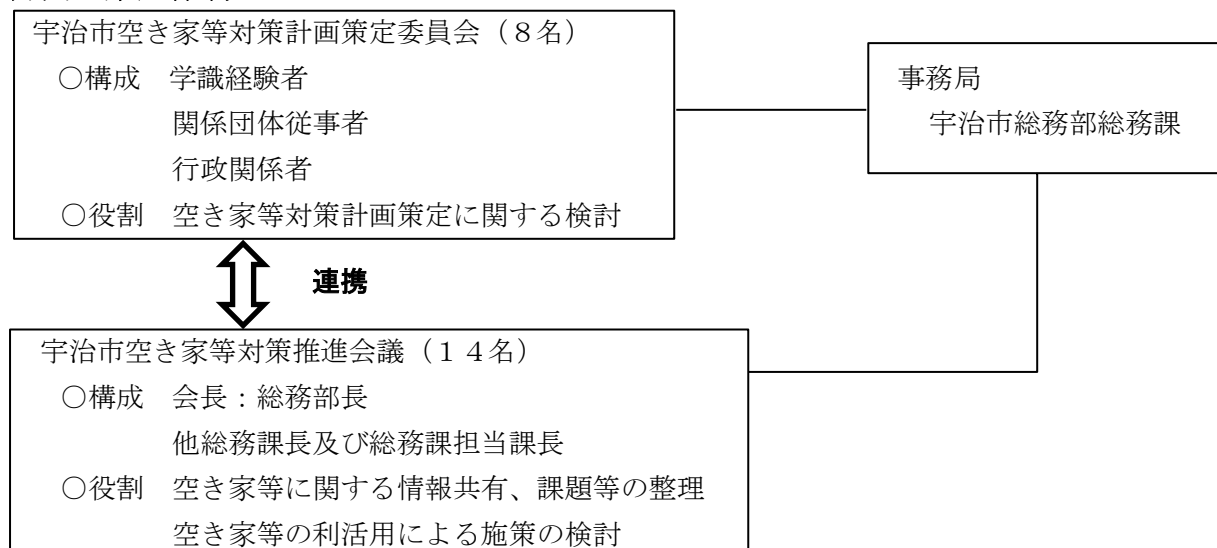 宇治市空き家等対策計画策定委員会（８名）
○構成　学識経験者
関係団体従事者
行政関係者
○役割　空き家等対策計画策定に関する検討
事務局
宇治市総務部総務課
連携
宇治市空き家等対策推進会議（１４名）
○構成　会長：総務部長
他総務課長及び総務課担当課長
○役割　空き家等に関する情報共有、課題等の整理
空き家等の利活用による施策の検討